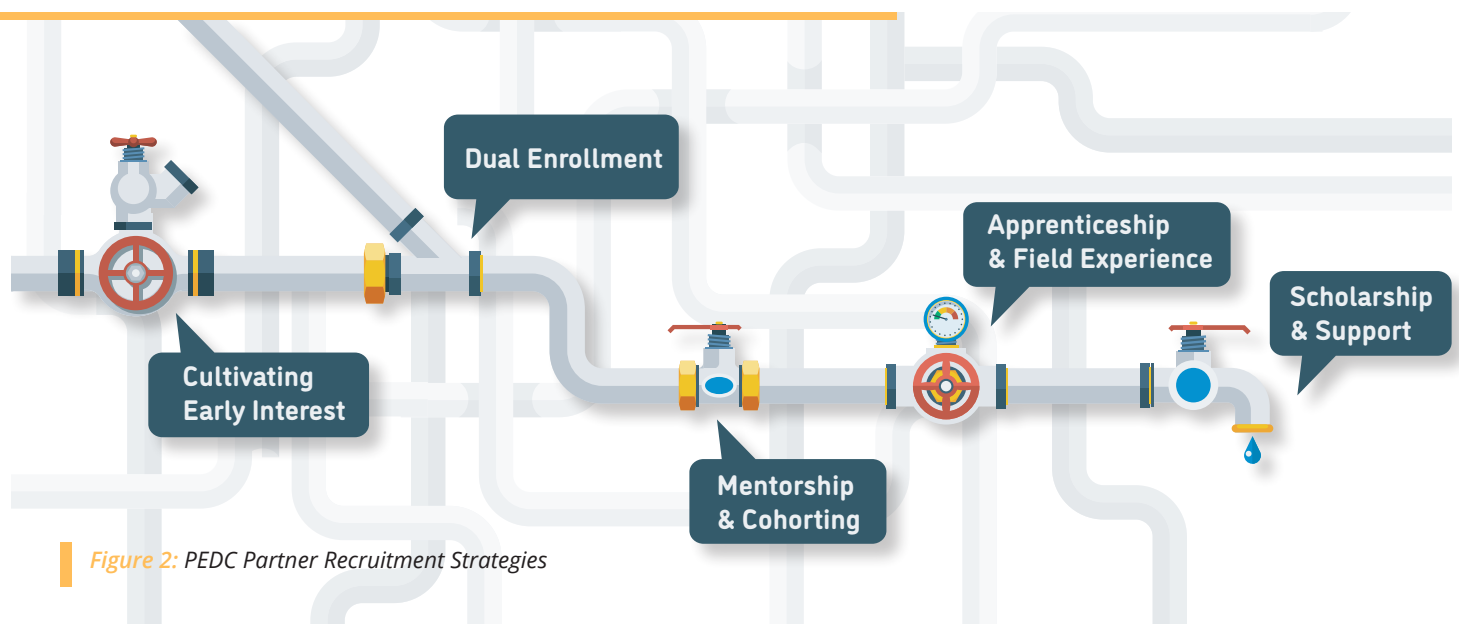 Dual Enrollment
Apprenticeship
& Field Experience
Scholarship
& Support
Cultivating
Early Interest
Mentorship
& Cohorting
Figure 2: PEDC Partner Recruitment Strategies